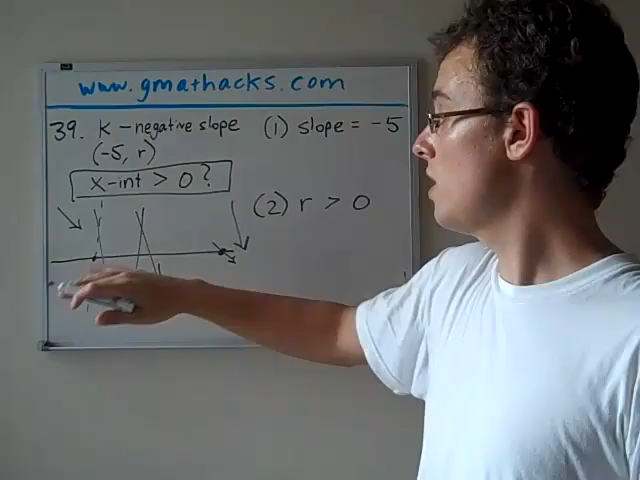 www.gmathacks.com
39. K - negative slope
(-5, r)
X-int > 0 ?
(1) slope = -5
(2) r > 0